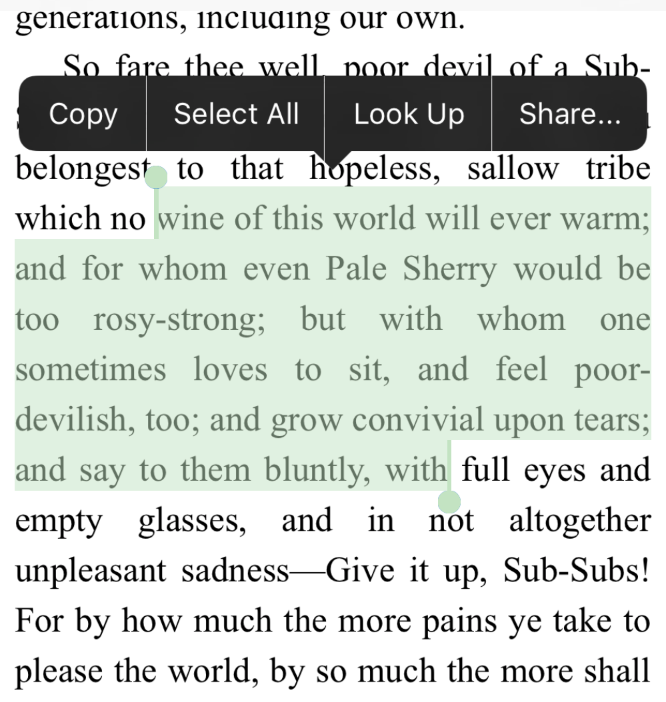 generations, including our own.
So fare thee well, poor devil of a Sub-
Copy Select All Look Up Share...
belongest to that hopeless, sallow tribe
which no wine of this world will ever warm;
and for whom even Pale Sherry would be
too rosy-strong; but with whom one
sometimes loves to sit, and feel poor-
devilish, too; and grow convivial upon tears;
and say to them bluntly, with full eyes and
empty glasses, and in not altogether
unpleasant sadness—Give it up, Sub-Subs!
For by how much the more pains ye take to
please the world, by so much the more shall